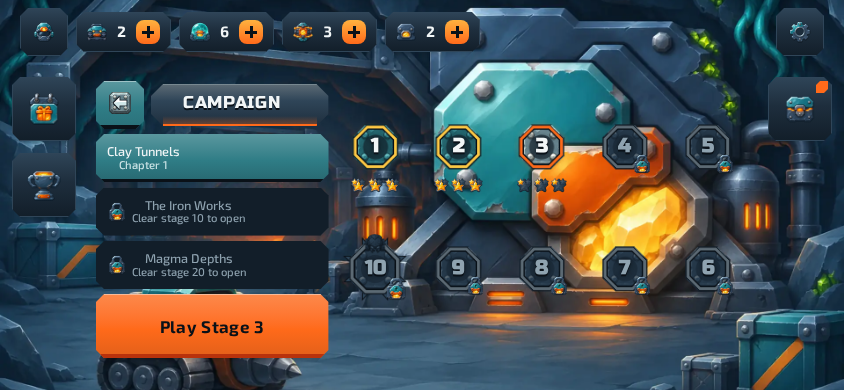 2
6
3
2
CAMPAIGN
Clay Tunnels
Chapter 1
The Iron Works
Clear stage 10 to open
Magma Depths
Clear stage 20 to open
Play Stage 3
1 2 3 4 5
10 9 8 7 6